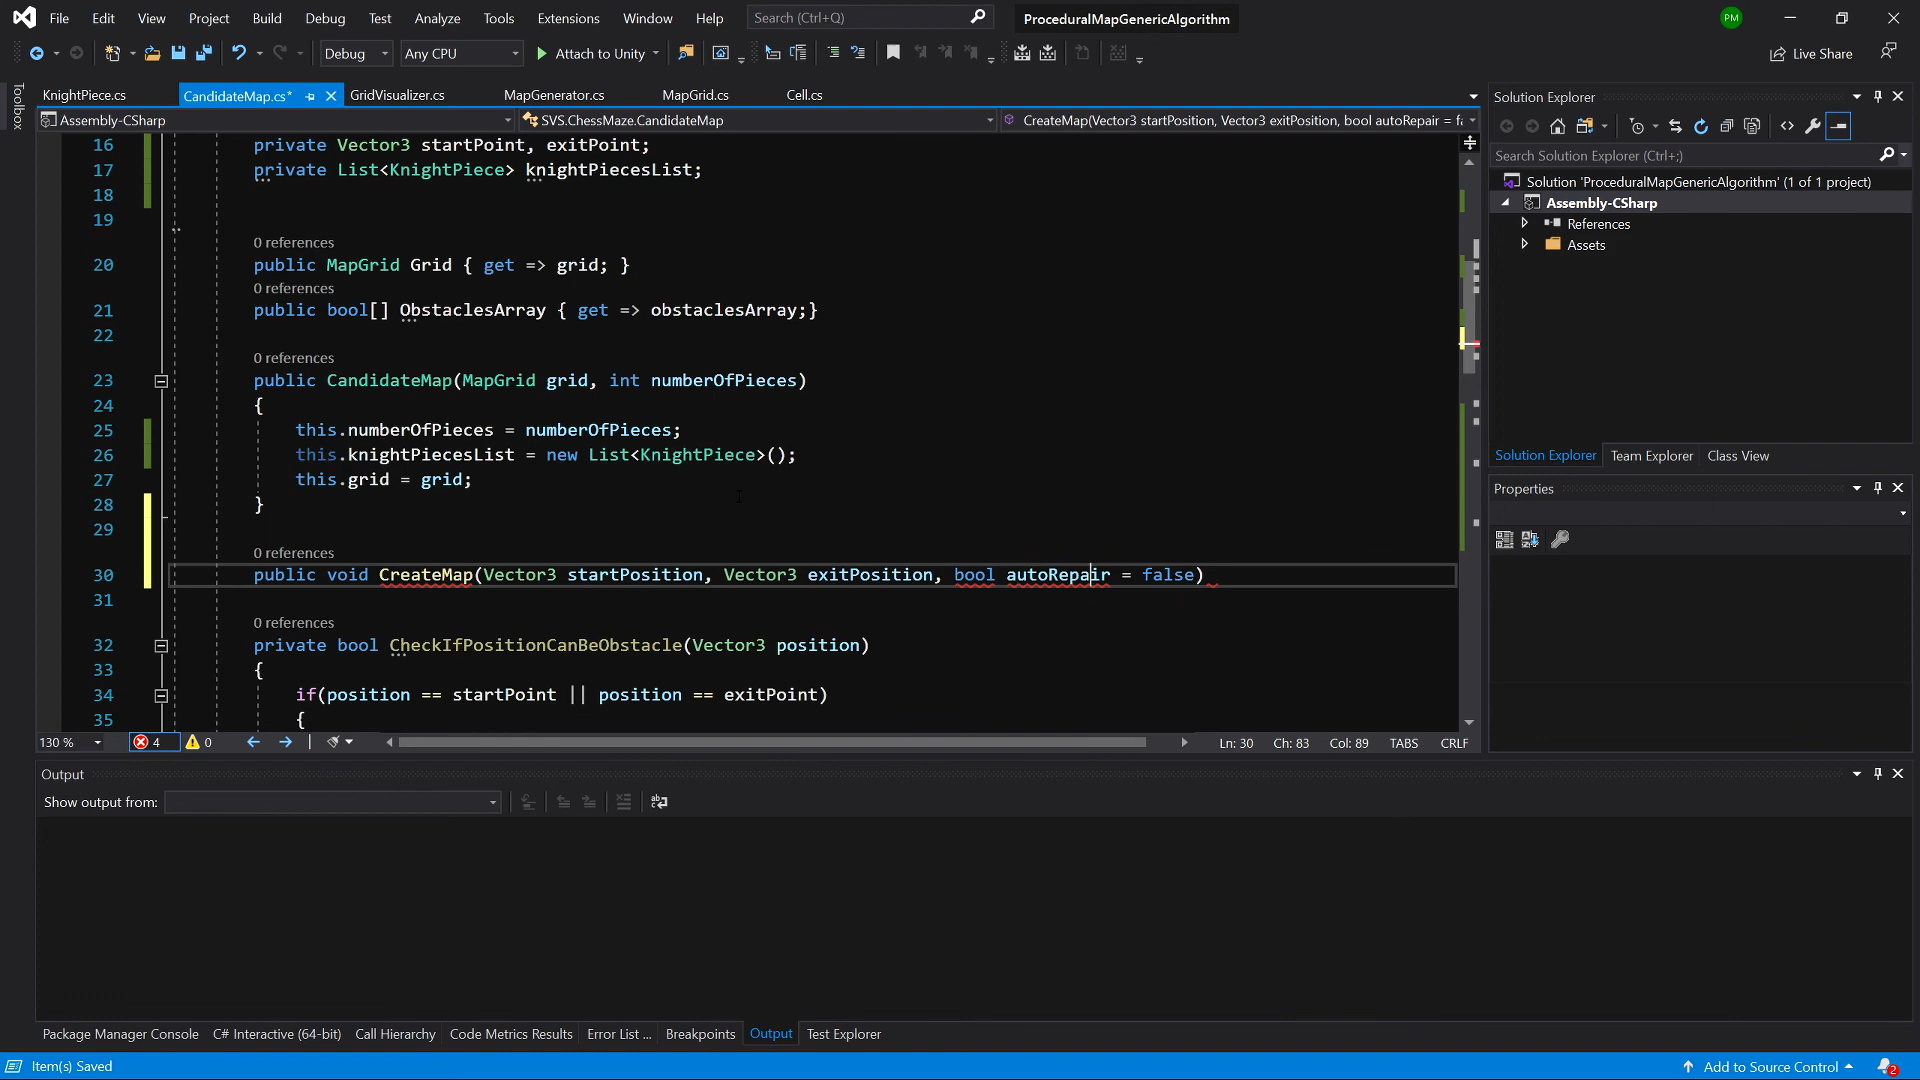 File Edit View Project Build Debug Test Analyze Tools Extensions Window Help Search (Ctrl+Q) ProceduralMapGenericAlgorithm PM
Debug Any CPU Attach to Unity Live Share
Toolbox
KnightPiece.cs CandidateMap.cs* GridVisualizer.cs MapGenerator.cs MapGrid.cs Cell.cs
Assembly-CSharp SVS.ChessMaze.CandidateMap CreateMap(Vector3 startPosition, Vector3 exitPosition, bool autoRepair = fa
16 private Vector3 startPoint, exitPoint;
17 private List<KnightPiece> knightPiecesList;
18
19
0 references
20 public MapGrid Grid { get => grid; }
0 references
21 public bool[] ObstaclesArray { get => obstaclesArray;}
22
0 references
23 public CandidateMap(MapGrid grid, int numberOfPieces)
24 {
25 this.numberOfPieces = numberOfPieces;
26 this.knightPiecesList = new List<KnightPiece>();
27 this.grid = grid;
28 }
29
0 references
30 public void CreateMap(Vector3 startPosition, Vector3 exitPosition, bool autoRepair = false)
31
0 references
32 private bool CheckIfPositionCanBeObstacle(Vector3 position)
33 {
34 if(position == startPoint || position == exitPoint)
35 {
130 % 4 0 Ln: 30 Ch: 83 Col: 89 TABS CRLF
Solution Explorer
Search Solution Explorer (Ctrl+;)
Solution 'ProceduralMapGenericAlgorithm' (1 of 1 project)
Assembly-CSharp
References
Assets
Solution Explorer Team Explorer Class View
Properties
Output
Show output from:
Package Manager Console C# Interactive (64-bit) Call Hierarchy Code Metrics Results Error List ... Breakpoints Output Test Explorer
Item(s) Saved Add to Source Control 2